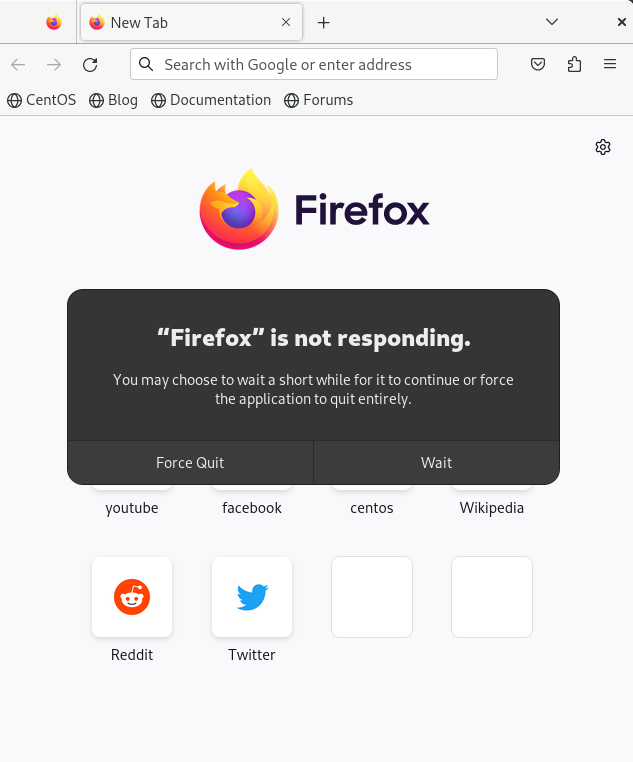 New Tab
Search with Google or enter address
CentOS Blog Documentation Forums
Firefox
“Firefox” is not responding.
You may choose to wait a short while for it to continue or force
the application to quit entirely.
Force Quit Wait
youtube facebook centos Wikipedia
Reddit Twitter